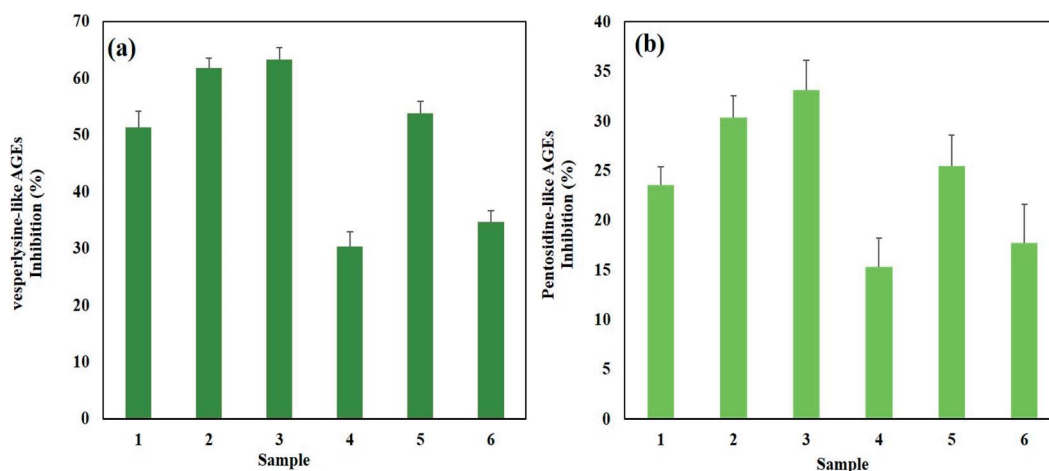 (a)
vesperlysine-like AGEs
Inhibition (%)
70
60
50
40
30
20
10
0
1 2 3 4 5 6
Sample
(b)
Pentosidine-like AGEs
Inhibition (%)
40
35
30
25
20
15
10
5
0
1 2 3 4 5 6
Sample